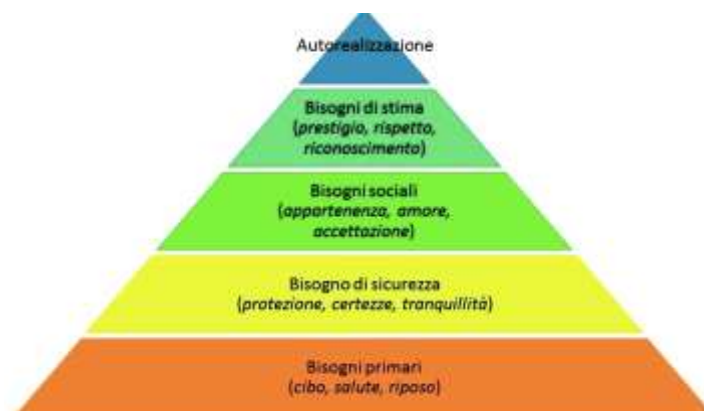 Autorealizzazione
Bisogni di stima
(prestigio, rispetto,
riconoscimento)
Bisogni sociali
(appartenenza, amore,
accettazione)
Bisogno di sicurezza
(protezione, certezze, tranquillità)
Bisogni primari
(cibo, salute, riposo)